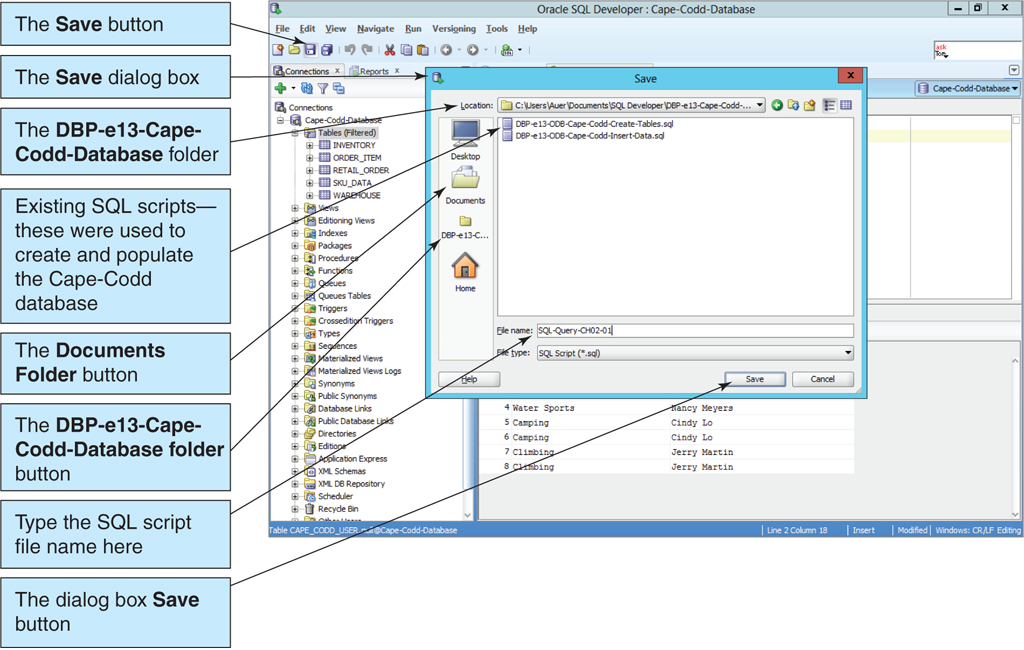 The Save button
The Save dialog box
The DBP-e13-Cape-
Codd-Database folder
Existing SQL scripts—
these were used to
create and populate
the Cape-Codd
database
The Documents
Folder button
The DBP-e13-Cape-
Codd-Database folder
button
Type the SQL script
file name here
The dialog box Save
button
Oracle SQL Developer : Cape-Codd-Database
File Edit View Navigate Run Versioning Tools Help
Connections x Reports x
Cape-Codd-Database
Connections
Cape-Codd-Database
Tables (Filtered)
INVENTORY
ORDER_ITEM
RETAIL_ORDER
SKU_DATA
WAREHOUSE
Views
Editioning Views
Indexes
Packages
Procedures
Functions
Queues
Queues Tables
Triggers
Crossedition Triggers
Types
Sequences
Materialized Views
Materialized Views Logs
Synonyms
Public Synonyms
Database Links
Public Database Links
Directories
Editions
Application Express
XML Schemas
XML DB Repository
Scheduler
Recycle Bin
Save
X
Location: C:\Users\Auer\Documents\SQL Developer\DBP-e13-Cape-Codd-...
Desktop
Documents
DBP-e13-C...
Home
DBP-e13-ODB-Cape-Codd-Create-Tables.sql
DBP-e13-ODB-Cape-Codd-Insert-Data.sql
File name: SQL-Query-CH02-01
File type: SQL Script (*.sql)
Help Save Cancel
4 Water Sports Nancy Meyers
5 Camping Cindy Lo
6 Camping Cindy Lo
7 Climbing Jerry Martin
8 Climbing Jerry Martin
Line 2 Column 18 Insert Modified Windows: CR/LF Editing